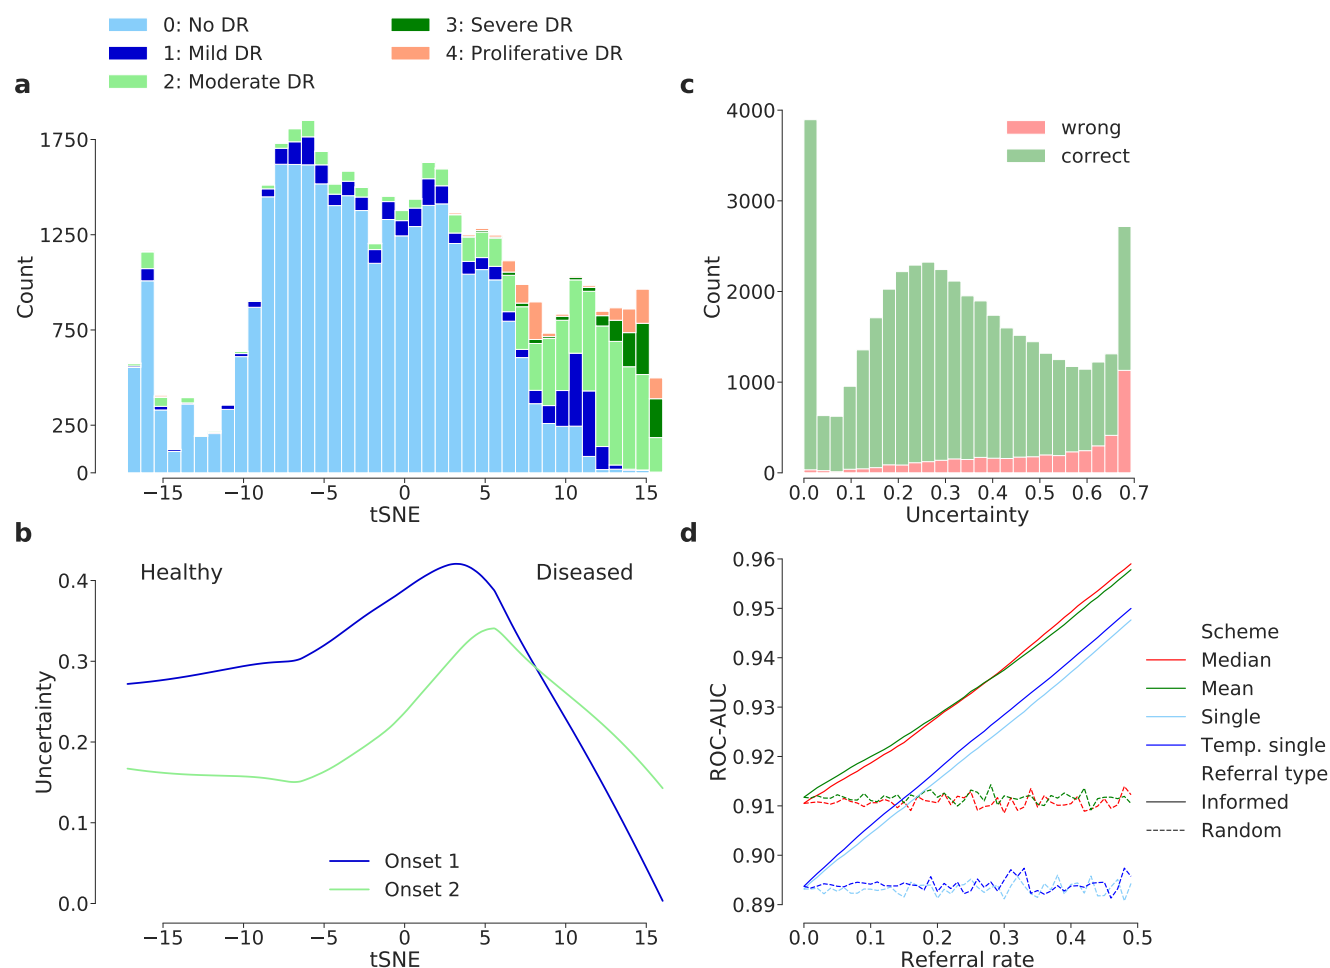 0: No DR
1: Mild DR
2: Moderate DR
3: Severe DR
4: Proliferative DR
a
1750
1250
750
250
0
Count
−15 −10 −5 0 5 10 15
tSNE
c
4000
3000
2000
1000
0
Count
wrong
correct
0.0 0.1 0.2 0.3 0.4 0.5 0.6 0.7
Uncertainty
b
Healthy
Diseased
0.4
0.3
0.2
0.1
0.0
Uncertainty
Onset 1
Onset 2
−15 −10 −5 0 5 10 15
tSNE
d
0.96
0.95
0.94
0.93
0.92
0.91
0.90
0.89
ROC-AUC
0.0 0.1 0.2 0.3 0.4 0.5
Referral rate
Scheme
Median
Mean
Single
Temp. single
Referral type
Informed
Random